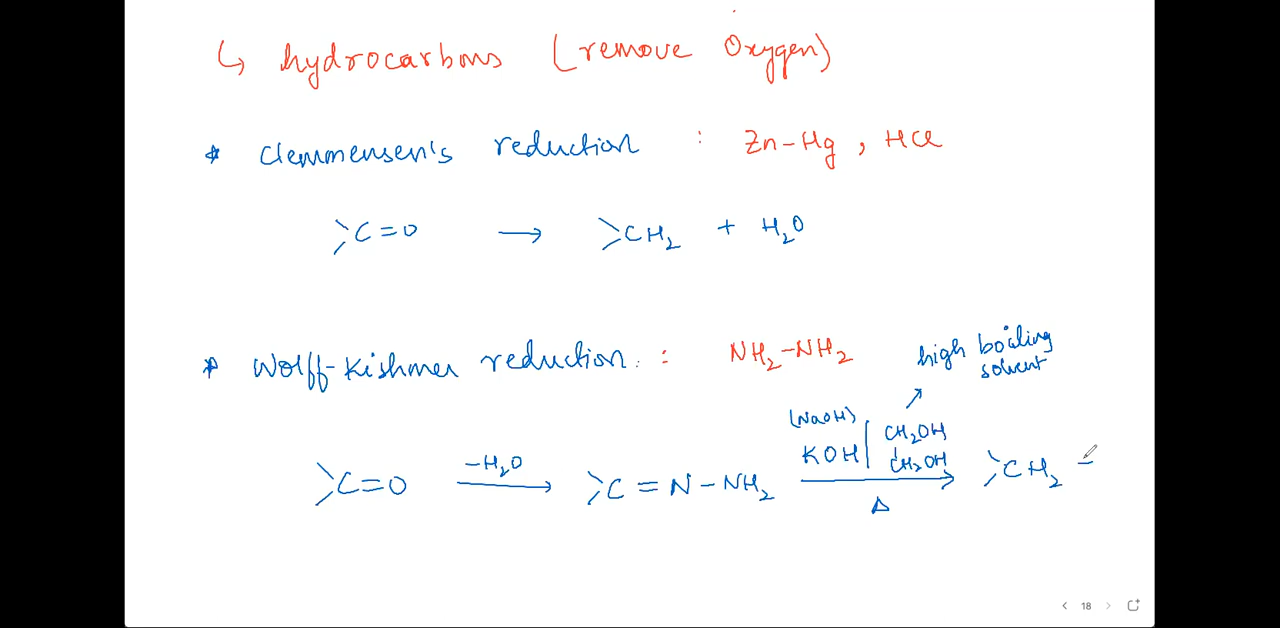 ↳ hydrocarbons (remove Oxygen)
* Clemmensen's reduction : Zn-Hg, HCl
>C=O → >CH₂ + H₂O
* Wolff-Kishner reduction : NH₂-NH₂
high boiling
solvent
(NaOH)
KOH | CH₂OH
CH₂OH
>C=O -H₂O → >C=N-NH₂ → >CH₂
Δ
< 18 >